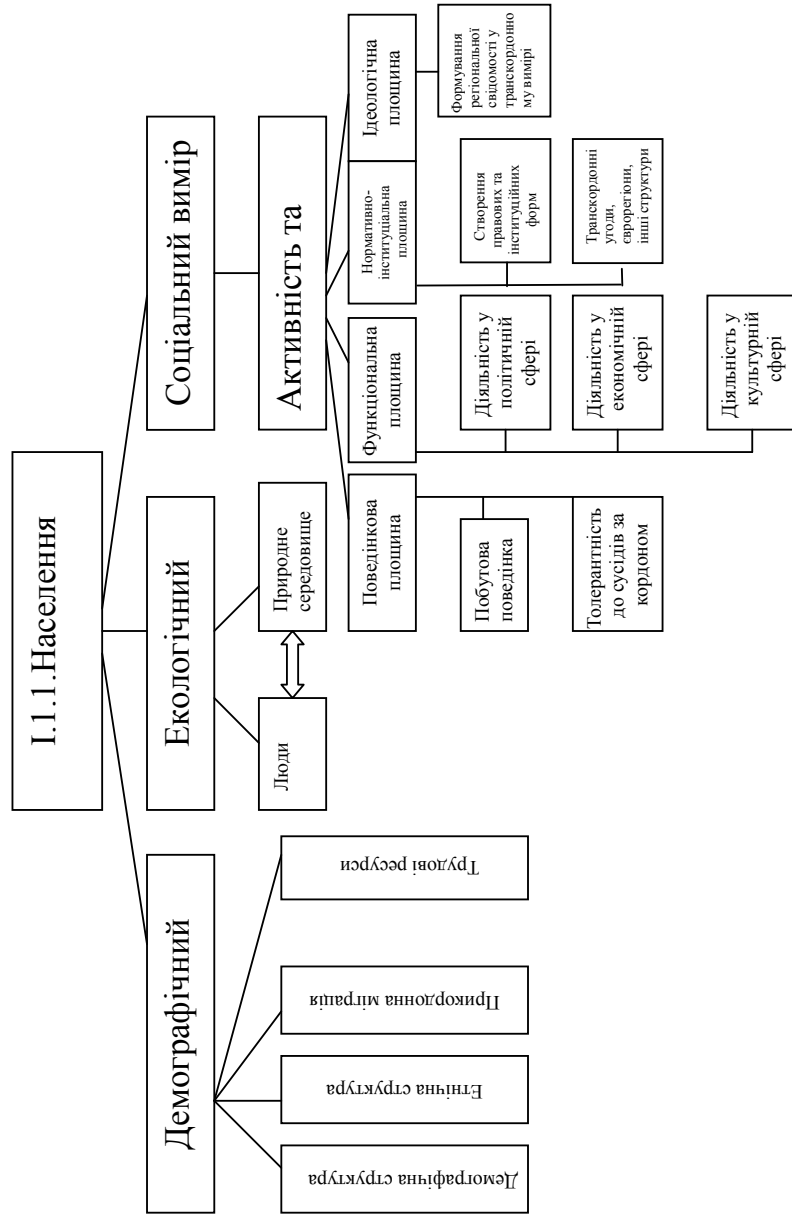 І.1.1.Населення
Демографічний
Екологічний
Соціальний вимір
Демографічна структура
Етнічна структура
Прикордонна міграція
Трудові ресурси
Люди
Природне
середовище
Активність та
Поведінкова
площина
Функціональна
площина
Нормативно-
інституціальна
площина
Ідеологічна
площина
Побутова
поведінка
Толерантність
до сусідів за
кордоном
Діяльність у
політичній
сфері
Діяльність у
економічній
сфері
Діяльність у
культурній
сфері
Створення
правових та
інституційних
форм
Транскордонні
угоди,
єврорегіони,
інші структури
Формування
регіональної
свідомості у
транскордонно
му вимірі